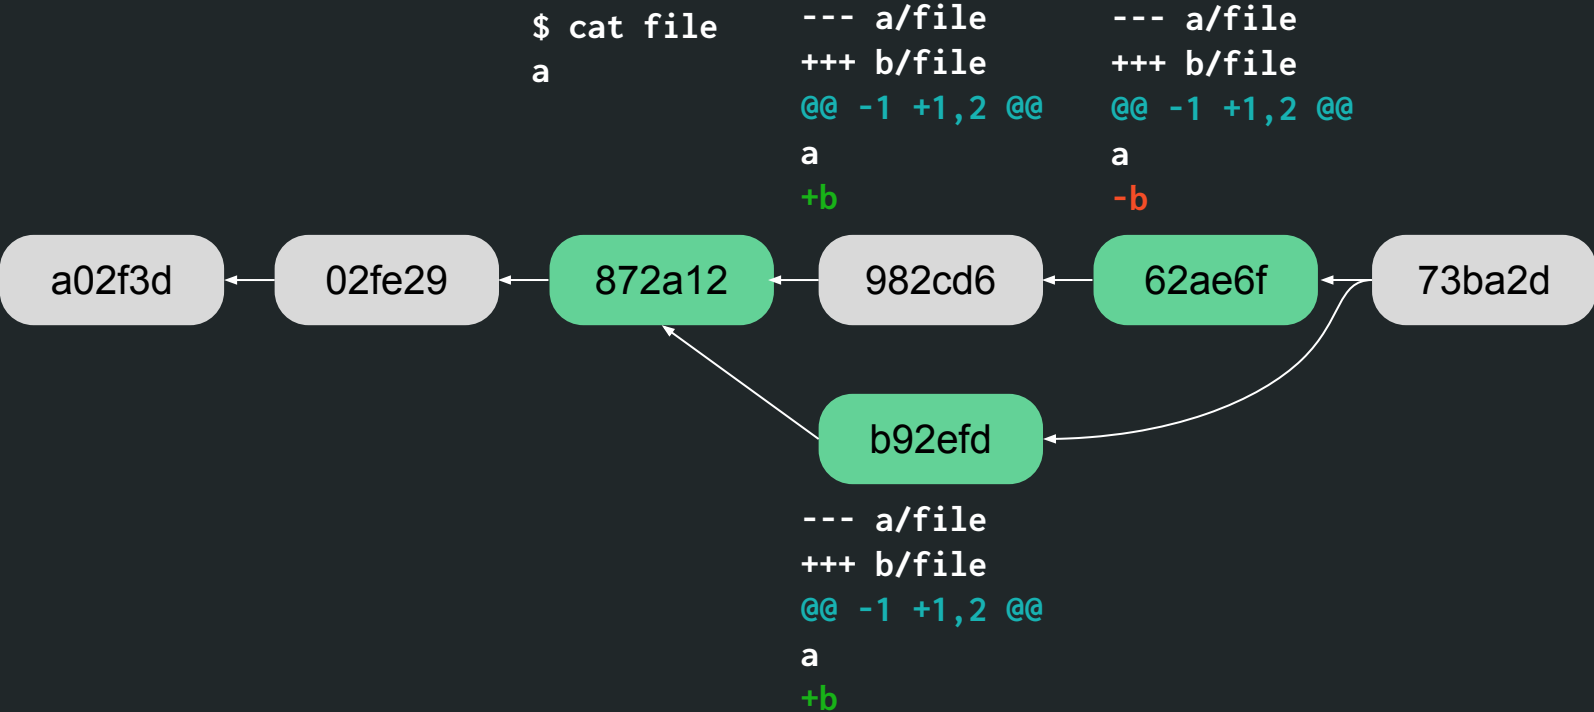 $ cat file
a
--- a/file
+++ b/file
@@ -1 +1,2 @@
a
+b
--- a/file
+++ b/file
@@ -1 +1,2 @@
a
-b
a02f3d
02fe29
872a12
982cd6
62ae6f
73ba2d
b92efd
--- a/file
+++ b/file
@@ -1 +1,2 @@
a
+b